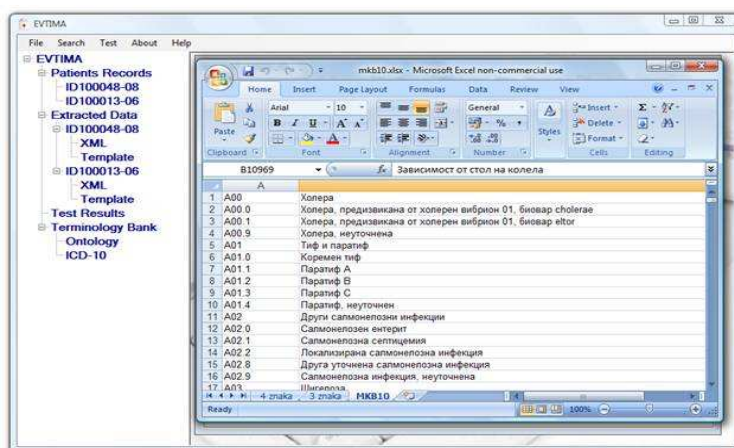 EVTIMA
File Search Test About Help
EVTIMA
Patients Records
ID100048-08
ID100013-06
Extracted Data
ID100048-08
XML
Template
ID100013-06
XML
Template
Test Results
Terminology Bank
Ontology
ICD-10
mkb10.xlsx - Microsoft Excel non-commercial use
Home Insert Page Layout Formulas Data Review View
Paste
Arial 10
B I U A A
General
% ,
Styles
Insert
Delete
Format
Σ
Clipboard Font Alignment Number Cells Editing
B10969 fx Зависимост от стол на колела
A
1 A00 Холера
2 A00.0 Холера, предизвикана от холерен вибрион 01, биовар cholerae
3 A00.1 Холера, предизвикана от холерен вибрион 01, биовар eltor
4 A00.9 Холера, неуточнена
5 A01 Тиф и паратиф
6 A01.0 Коремен тиф
7 A01.1 Паратиф А
8 A01.2 Паратиф В
9 A01.3 Паратиф С
10 A01.4 Паратиф, неуточнен
11 A02 Други салмонелозни инфекции
12 A02.0 Салмонелозен ентерит
13 A02.1 Салмонелозна септицемия
14 A02.2 Локализирана салмонелозна инфекция
15 A02.8 Друга уточнена салмонелозна инфекция
16 A02.9 Салмонелозна инфекция, неуточнена
17 A03 Шигелоза
4 znaka 3 znaka MKB10
Ready 100%